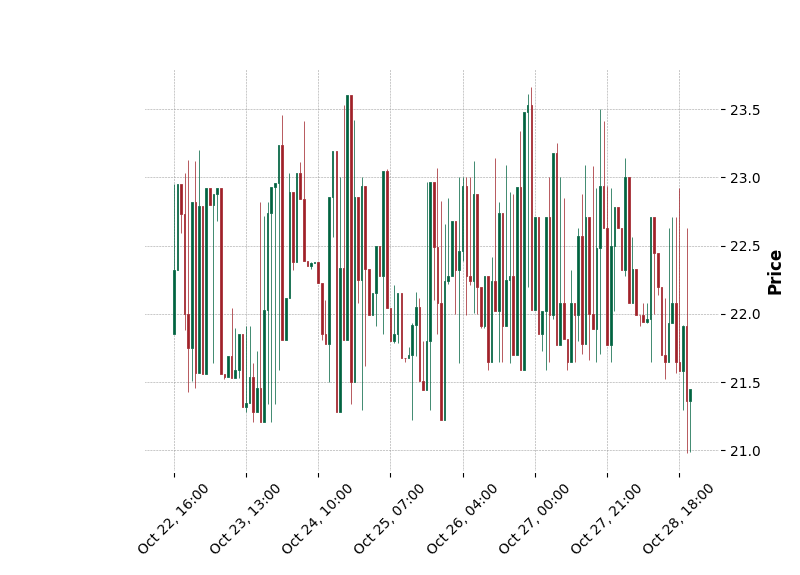 23.5
23.0
22.5
22.0
21.5
21.0
Price
Oct 22, 16:00
Oct 23, 13:00
Oct 24, 10:00
Oct 25, 07:00
Oct 26, 04:00
Oct 27, 00:00
Oct 27, 21:00
Oct 28, 18:00